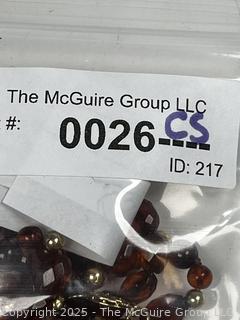 The McGuire Group LLC
#:
0026-CS
ID: 217
Copyright 2025 - The McGuire Group LLC